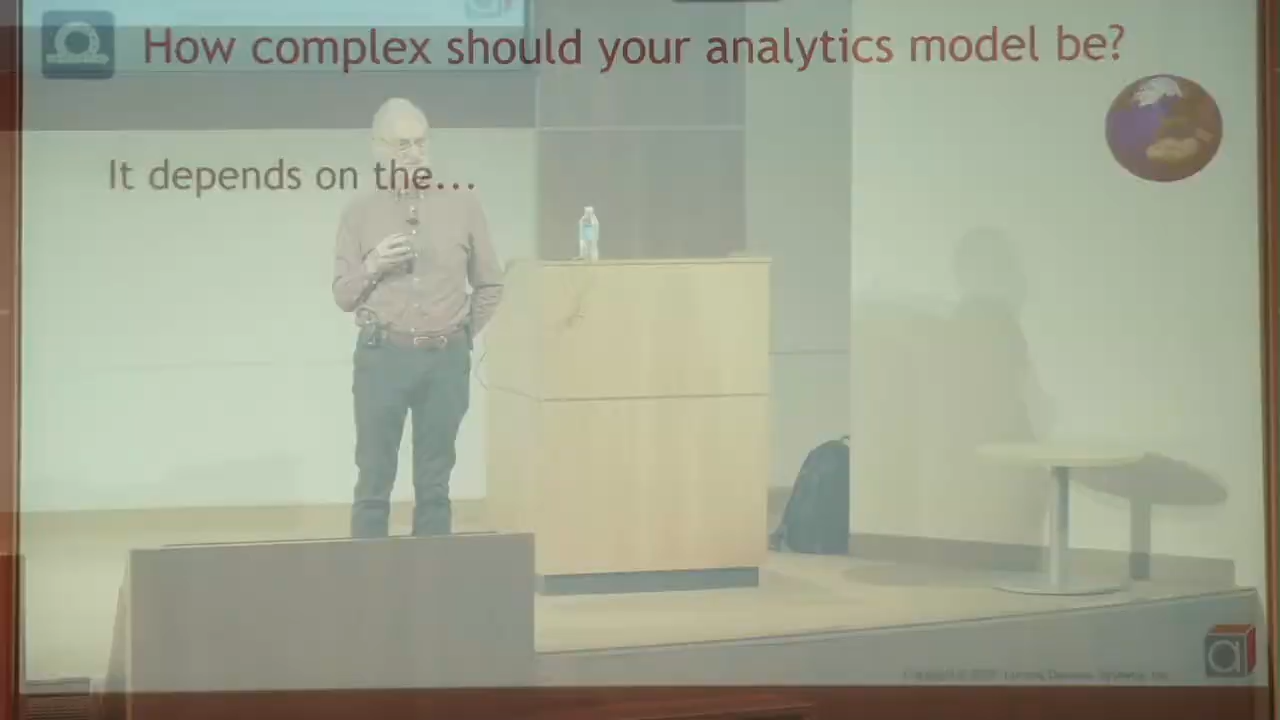 How complex should your analytics model be?
It depends on the...